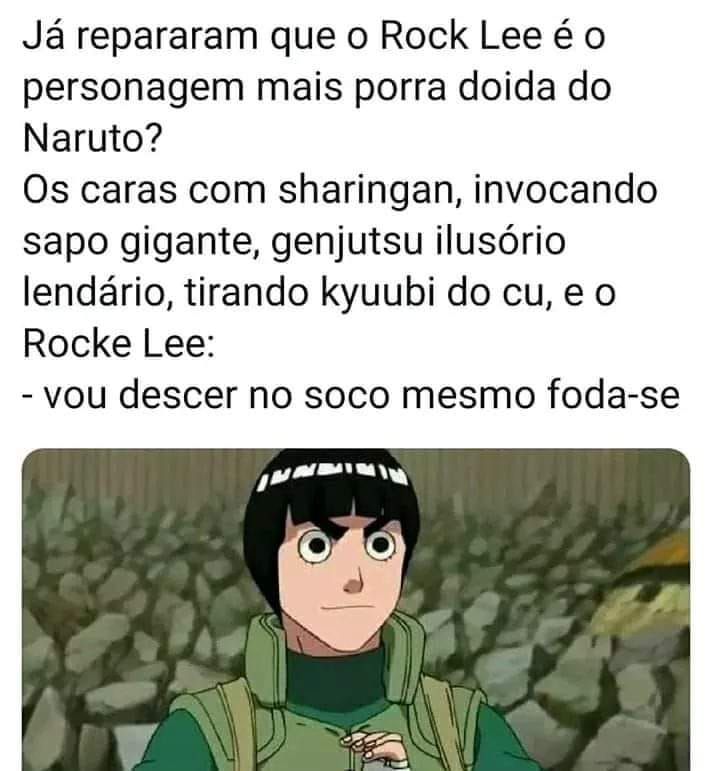 Já repararam que o Rock Lee é o
personagem mais porra doida do
Naruto?
Os caras com sharingan, invocando
sapo gigante, genjutsu ilusório
lendário, tirando kyuubi do cu, e o
Rocke Lee:
- vou descer no soco mesmo foda-se